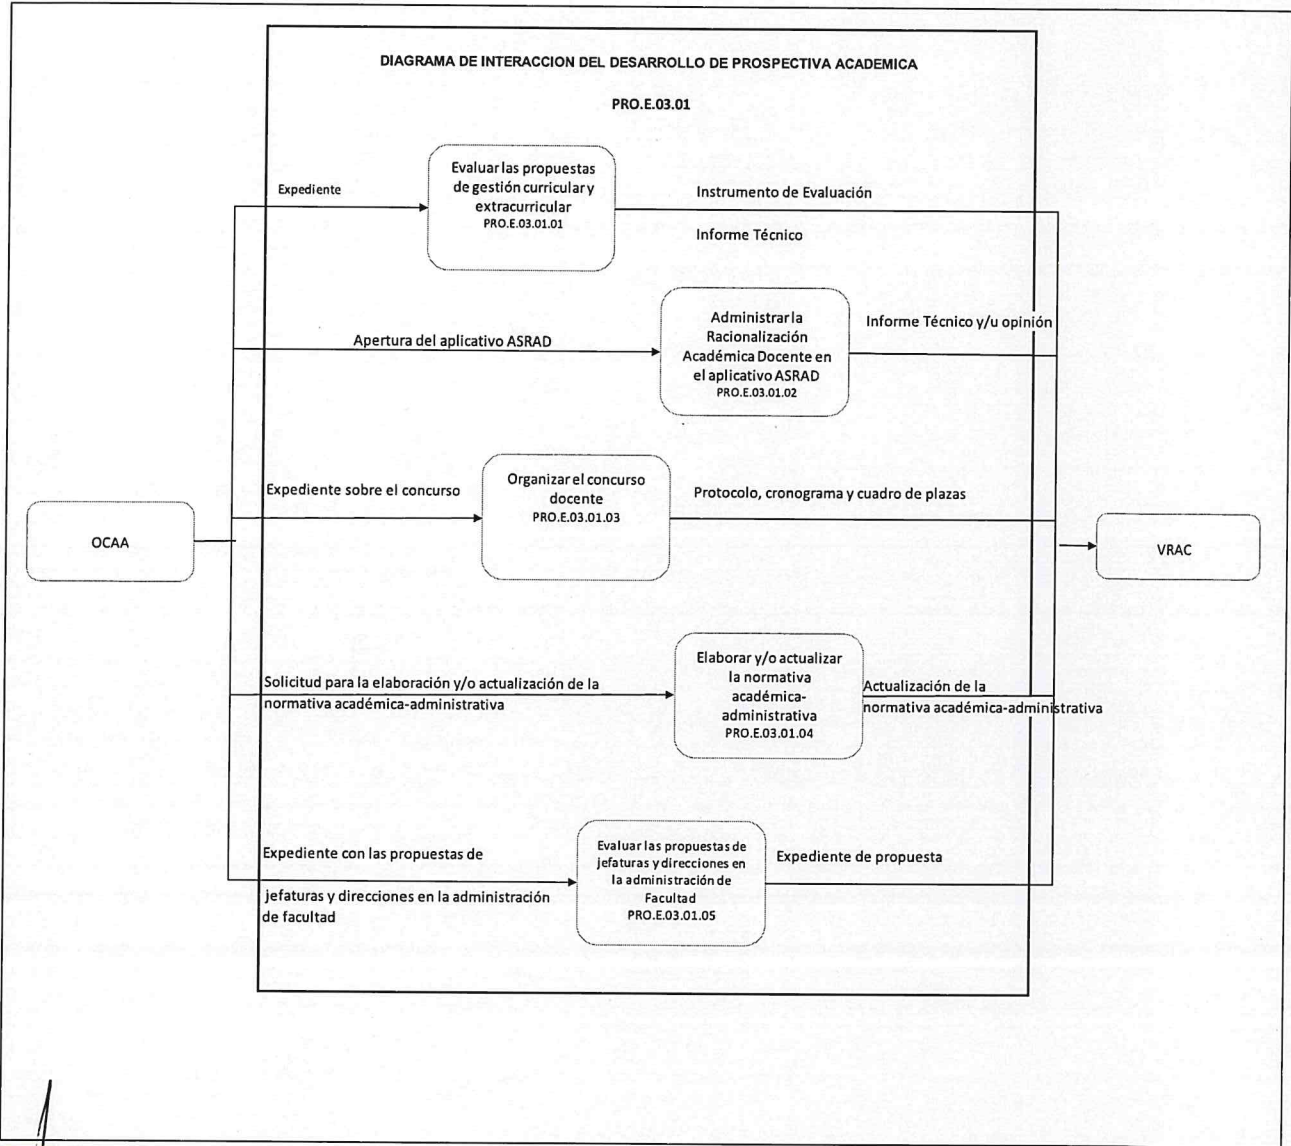 DIAGRAMA DE INTERACCION DEL DESARROLLO DE PROSPECTIVA ACADEMICA
PRO.E.03.01
Expediente
Evaluar las propuestas
de gestión curricular y
extracurricular
PRO.E.03.01.01
Instrumento de Evaluación
Informe Técnico
Apertura del aplicativo ASRAD
Administrar la
Racionalización
Académica Docente en
el aplicativo ASRAD
PRO.E.03.01.02
Informe Técnico y/u opinión
Expediente sobre el concurso
Organizar el concurso
docente
PRO.E.03.01.03
Protocolo, cronograma y cuadro de plazas
OCAA
VRAC
Solicitud para la elaboración y/o actualización de la
normativa académica-administrativa
Elaborar y/o actualizar
la normativa
académica-
administrativa
PRO.E.03.01.04
Actualización de la
normativa académica-administrativa
Expediente con las propuestas de
jefaturas y direcciones en la administración
de facultad
Evaluar las propuestas de
jefaturas y direcciones en
la administración de
Facultad
PRO.E.03.01.05
Expediente de propuesta